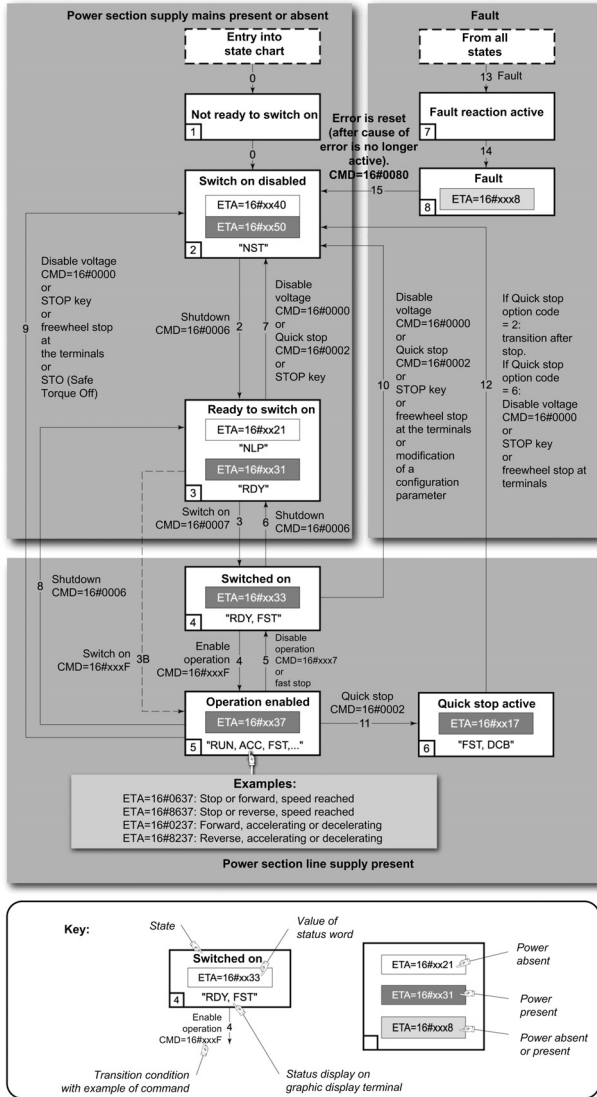 Power section supply mains present or absent
Entry into
state chart
0
Not ready to switch on
1
0
Switch on disabled
ETA=16#xx40
ETA=16#xx50
2
"NST"
Fault
From all
states
13 Fault
Fault reaction active
7
14
Fault
ETA=16#xxx8
8
Error is reset
(after cause of
error is no longer
active).
CMD=16#0080
15
9
Disable voltage
CMD=16#0000
or
STOP key
or
freewheel stop
at
the terminals
or STO (Safe
Torque Off)
Shutdown
CMD=16#0006
2
7
Disable
voltage
CMD=16#0000
or
Quick stop
CMD=16#0002
or
STOP key
10
Disable
voltage
CMD=16#0000
or
Quick stop
CMD=16#0002
or
STOP key
or
freewheel stop
at the terminals
or
modification
of a
configuration
parameter
12
If Quick stop
option code
= 2:
transition after
stop.
If Quick stop
option code
= 6:
Disable voltage
CMD=16#0000
or
STOP key
or
freewheel stop at
terminals
Ready to switch on
ETA=16#xx21
"NLP"
ETA=16#xx31
3
"RDY"
Switch on
CMD=16#0007
3
6
Shutdown
CMD=16#0006
8
Shutdown
CMD=16#0006
Switched on
ETA=16#xx33
4
"RDY, FST"
Switch on
CMD=16#xxxF
3B
Enable
operation
CMD=16#xxxF
4
5
Disable
operation
CMD=16#xxx7
or
fast stop
Operation enabled
ETA=16#xx37
5
"RUN, ACC, FST,..."
Quick stop
CMD=16#0002
11
Quick stop active
ETA=16#xx17
6
"FST, DCB"
Examples:
ETA=16#0637: Stop or forward, speed reached
ETA=16#8637: Stop or reverse, speed reached
ETA=16#0237: Forward, accelerating or decelerating
ETA=16#8237: Reverse, accelerating or decelerating
Power section line supply present
Key:
State
Value of
status word
Switched on
ETA=16#xx33
4
"RDY, FST"
Enable
operation
CMD=16#xxxF
4
Transition condition
with example of command
Status display on
graphic display terminal
ETA=16#xx21
Power
absent
ETA=16#xx31
Power
present
ETA=16#xxx8
Power absent
or present